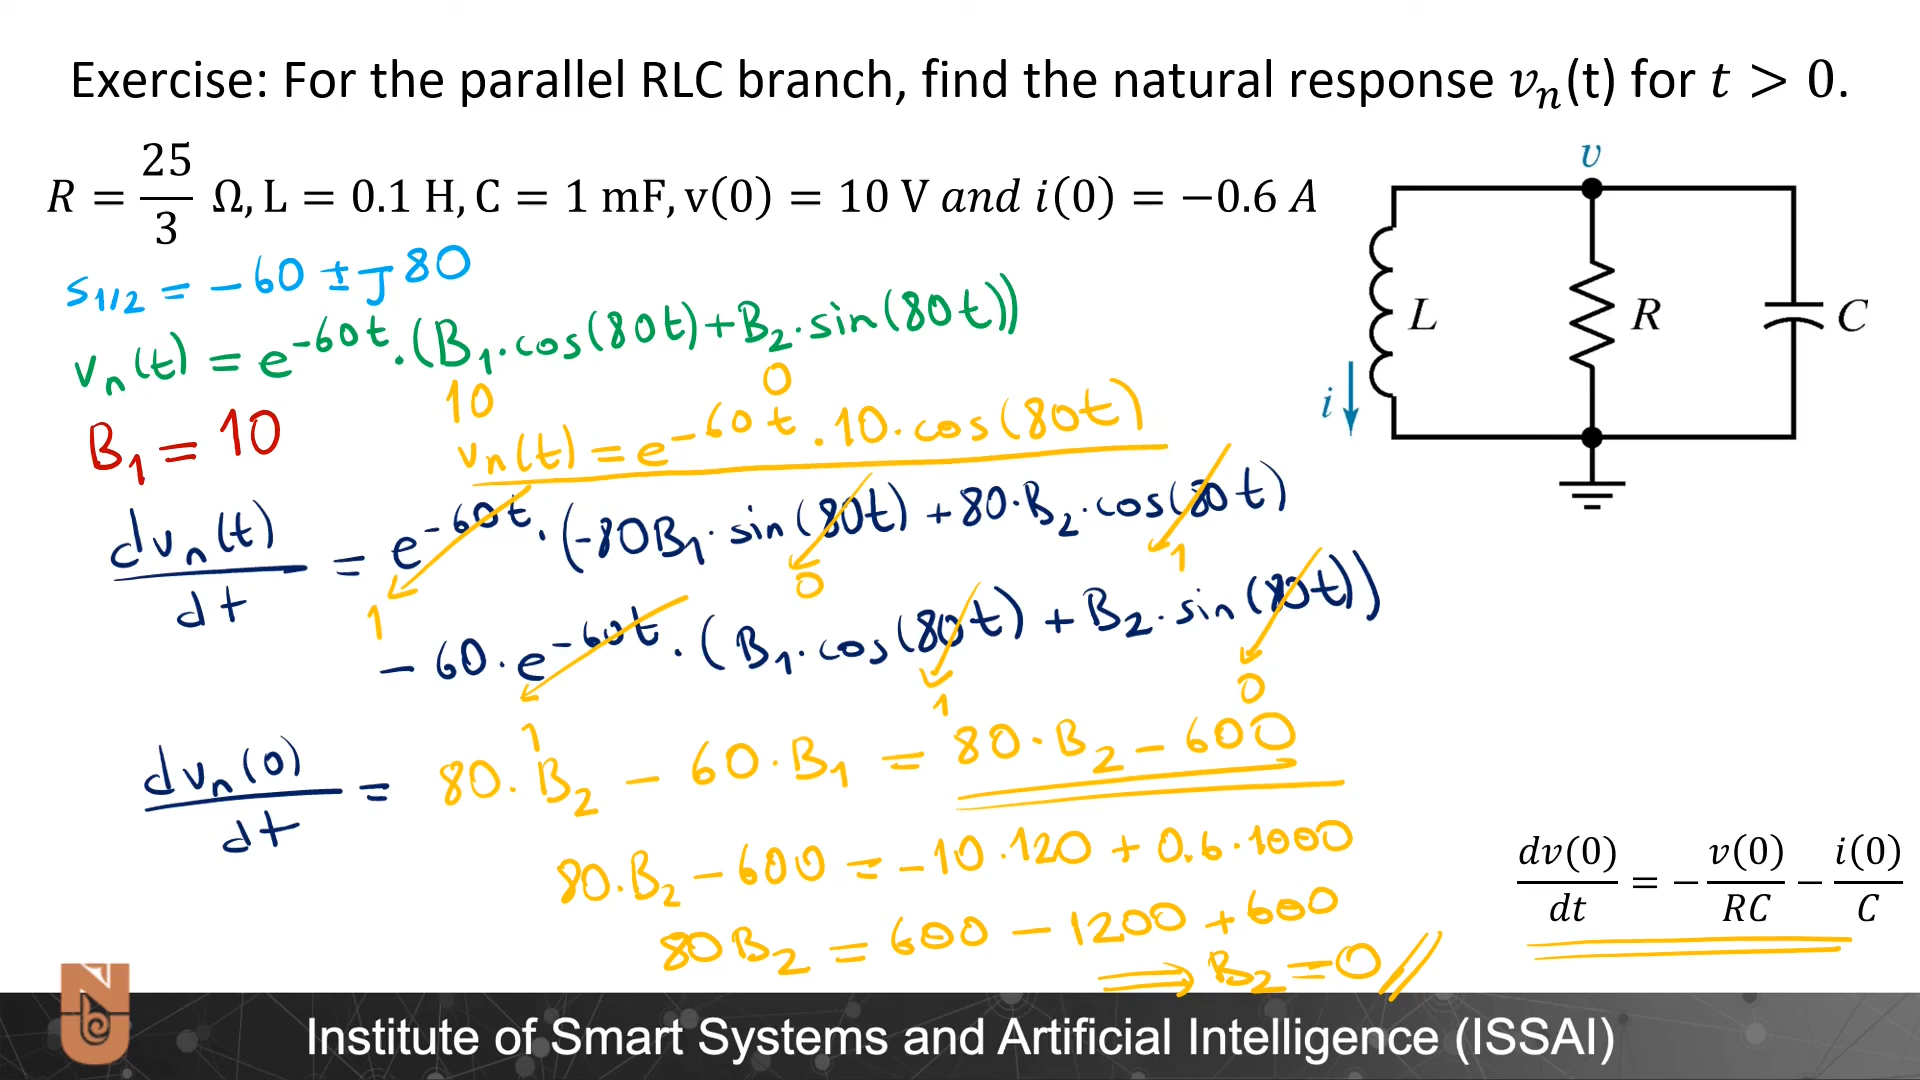 Exercise: For the parallel RLC branch, find the natural response vₙ(t) for t > 0.
R = 25/3 Ω, L = 0.1 H, C = 1 mF, v(0) = 10 V and i(0) = −0.6 A
s1/2 = −60 ± J80
vₙ(t) = e^−60t · (B₁ · cos(80t) + B₂ · sin(80t))
10 0
B₁ = 10
vₙ(t) = e^−60t · 10 · cos(80t)
dvₙ(t)/dt = e^−60t · (−80B₁ · sin(80t) + 80 · B₂ · cos(80t)
1 0 1
− 60 · e^−60t · (B₁ · cos(80t) + B₂ · sin(80t))
1 1 0
dvₙ(0)/dt = 80 · B₂ − 60 · B₁ = 80 · B₂ − 600
80 · B₂ − 600 = −10 · 120 + 0.6 · 1000
80B₂ = 600 − 1200 + 600
⟹ B₂ = 0 //
v
L
R
C
i
dv(0)/dt = − v(0)/RC − i(0)/C
Institute of Smart Systems and Artificial Intelligence (ISSAI)